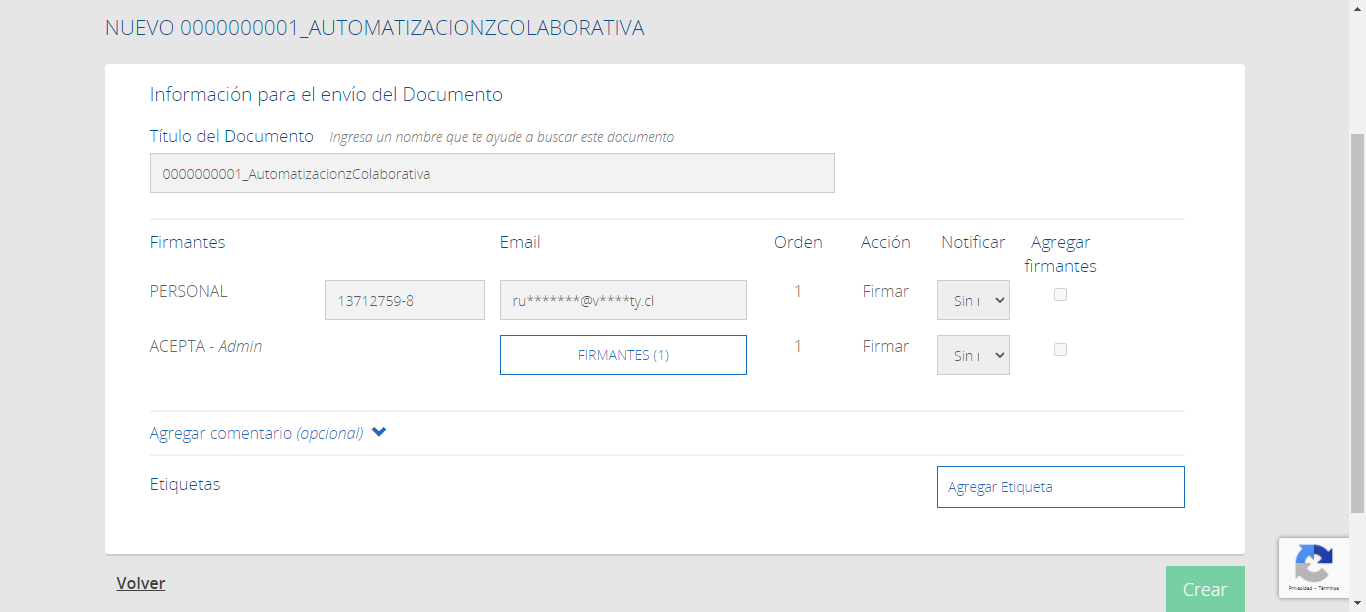 NUEVO 0000000001_AUTOMATIZACIONZCOLABORATIVA
Información para el envío del Documento
Título del Documento Ingresa un nombre que te ayude a buscar este documento
0000000001_AutomatizacionzColaborativa
Firmantes Email Orden Acción Notificar Agregar firmantes
PERSONAL 13712759-8 ru*******@v****ty.cl 1 Firmar Sin
ACEPTA - Admin FIRMANTES (1) 1 Firmar Sin
Agregar comentario (opcional)
Etiquetas Agregar Etiqueta
Volver
Crear
Privacidad - Términos